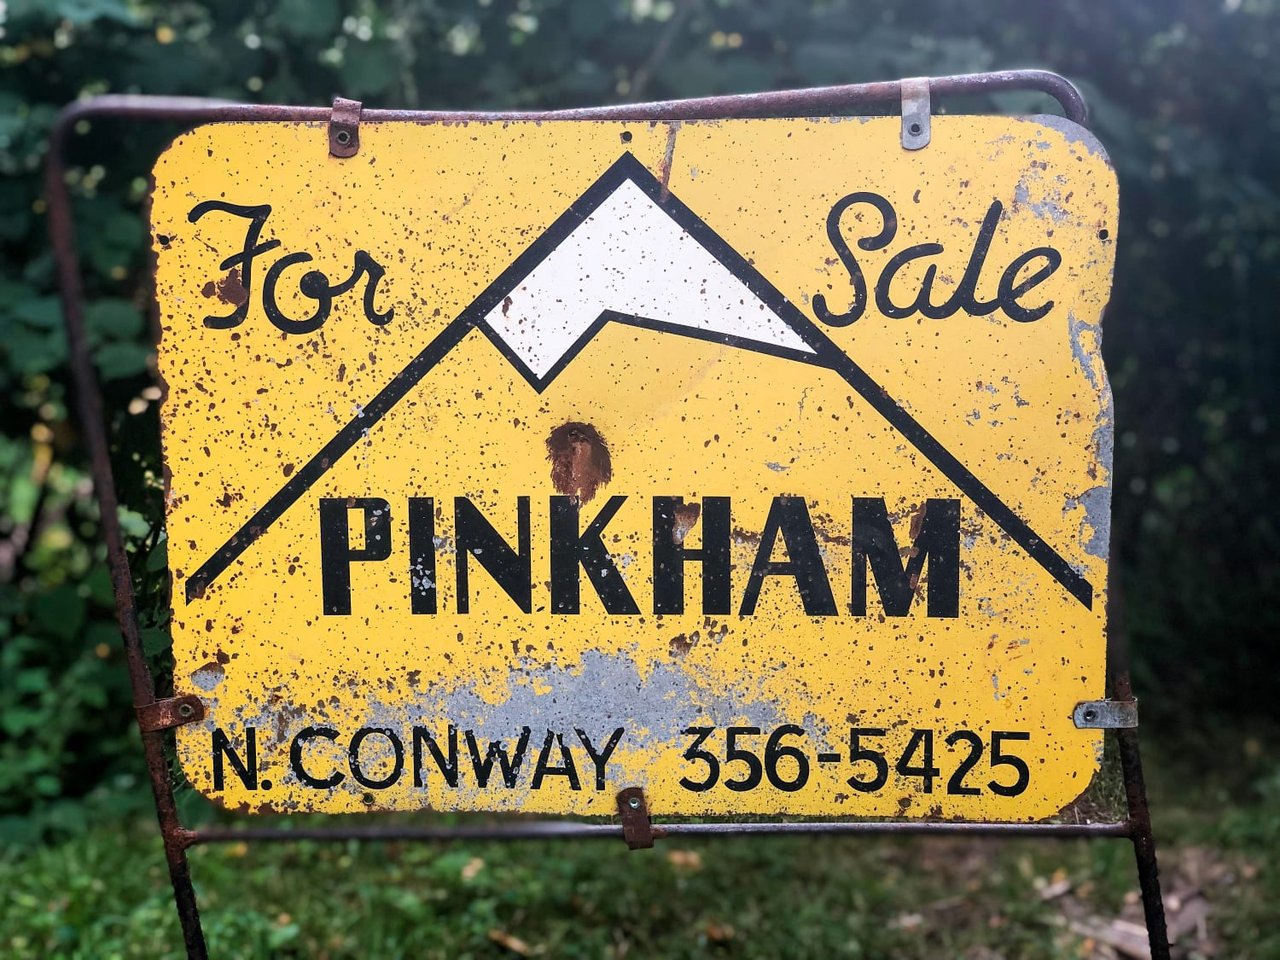 For Sale
PINKHAM
N. CONWAY 356-5425